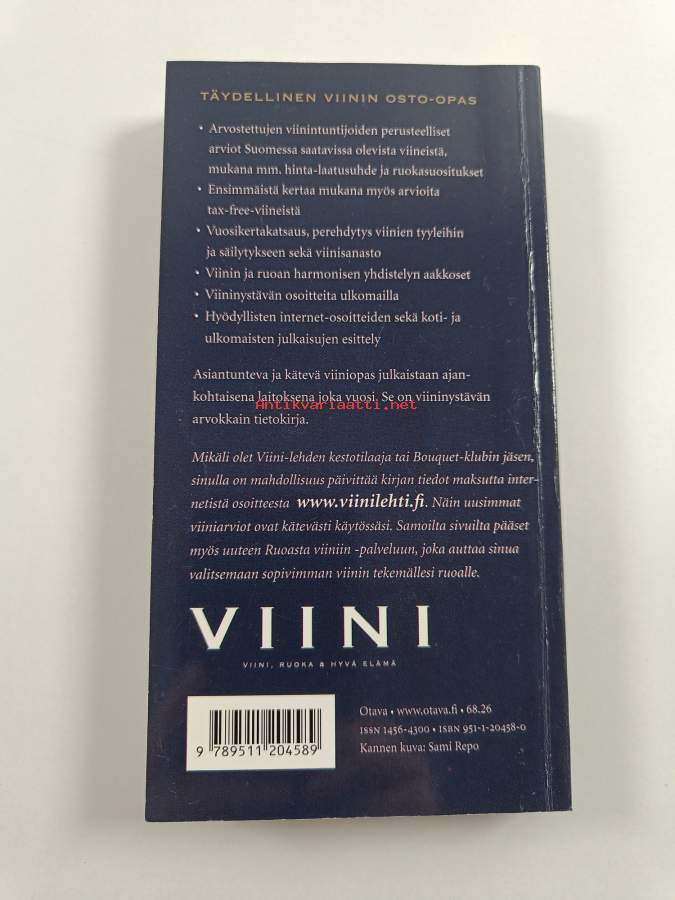 TÄYDELLINEN VIININ OSTO-OPAS
• Arvostettujen viinintuntijoiden perusteelliset
arviot Suomessa saatavissa olevista viineistä,
mukana mm. hinta-laatusuhde ja ruokasuositukset
• Ensimmäistä kertaa mukana myös arvioita
tax-free-viineistä
• Vuosikertakatsaus, perehdytys viinien tyyleihin
ja säilytykseen sekä viinisanasto
• Viinin ja ruoan harmonisen yhdistelyn aakkoset
• Viininystävän osoitteita ulkomailla
• Hyödyllisten internet-osoitteiden sekä koti- ja
ulkomaisten julkaisujen esittely
Asiantunteva ja kätevä viiniopas julkaistaan ajan-
kohtaisena laitoksena joka vuosi. Se on viininystävän
Antikvariaatti.net
arvokkain tietokirja.
Mikäli olet Viini-lehden kestotilaaja tai Bouquet-klubin jäsen,
sinulla on mahdollisuus päivittää kirjan tiedot maksutta inter-
netistä osoitteesta www.viinilehti.fi. Näin uusimmat
viiniarviot ovat kätevästi käytössäsi. Samoilta sivuilta pääset
myös uuteen Ruoasta viiniin -palveluun, joka auttaa sinua
valitsemaan sopivimman viinin tekemällesi ruoalle.
VIINI
VIINI, RUOKA & HYVÄ ELÄMÄ
Otava • www.otava.fi • 68.26
ISSN 1456-4300 • ISBN 951-1-20458-0
Kannen kuva: Sami Repo
9 789511 204589